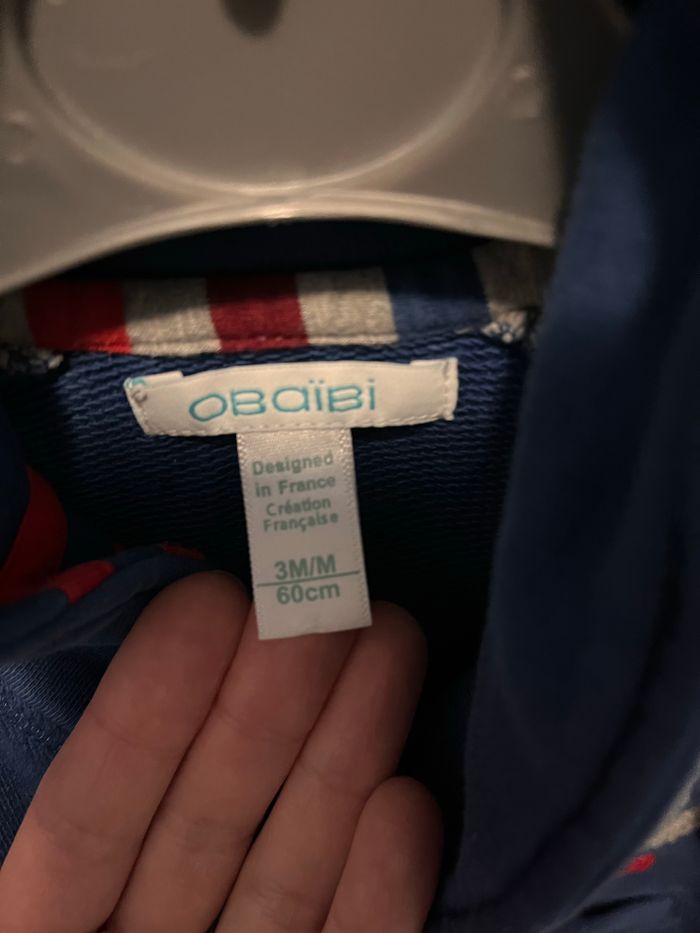 OBaïBi
Designed
in France
Création
Française
3M/M
60cm